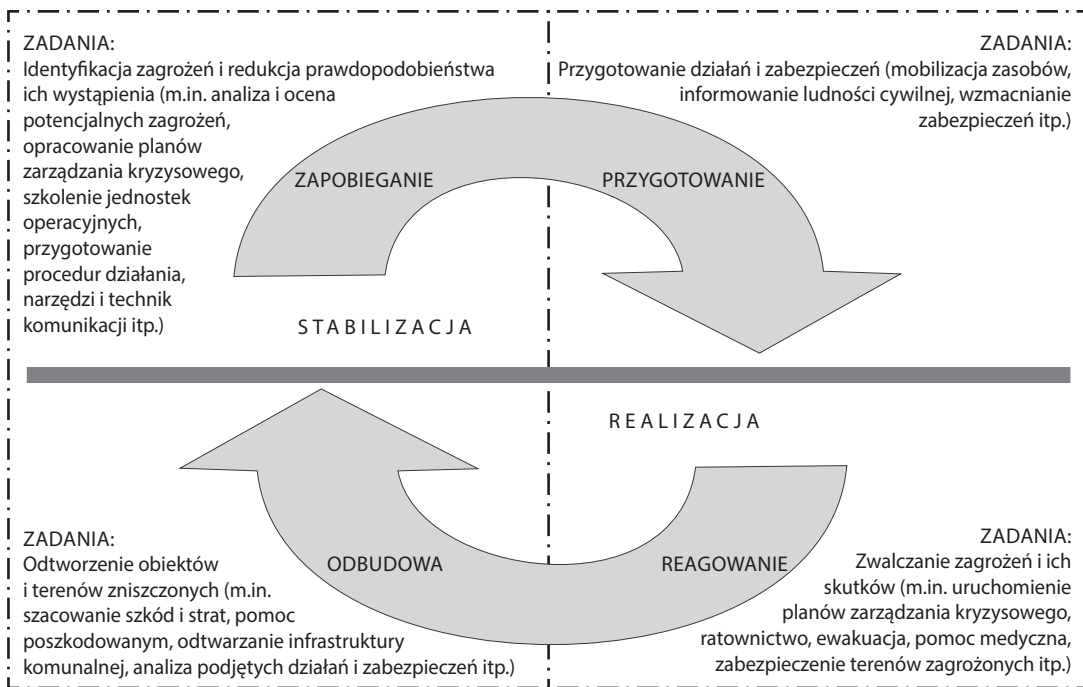 ZADANIA:
Identyfikacja zagrożeń i redukcja prawdopodobieństwa
ich wystąpienia (m.in. analiza i ocena
potencjalnych zagrożeń,
opracowanie planów
zarządzania kryzysowego,
szkolenie jednostek
operacyjnych,
przygotowanie
procedur działania,
narzędzi i technik
komunikacji itp.)
ZADANIA:
Przygotowanie działań i zabezpieczeń (mobilizacja zasobów,
informowanie ludności cywilnej, wzmacnianie
zabezpieczeń itp.)
ZAPOBIEGANIE
PRZYGOTOWANIE
STABILIZACJA
REALIZACJA
ZADANIA:
Odtworzenie obiektów
i terenów zniszczonych (m.in.
szacowanie szkód i strat, pomoc
poszkodowanym, odtwarzanie infrastruktury
komunalnej, analiza podjętych działań i zabezpieczeń itp.)
ODBUDOWA
REAGOWANIE
ZADANIA:
Zwalczanie zagrożeń i ich
skutków (m.in. uruchomienie
planów zarządzania kryzysowego,
ratownictwo, ewakuacja, pomoc medyczna,
zabezpieczenie terenów zagrożonych itp.)